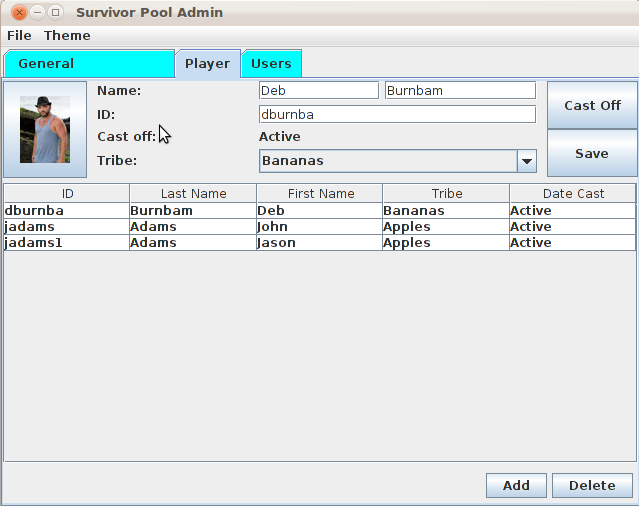 Survivor Pool Admin
File Theme
General Player Users
Name: Deb Burnbam Cast Off
ID: dburnba
Cast off: Active Save
Tribe: Bananas
ID Last Name First Name Tribe Date Cast
dburnba Burnbam Deb Bananas Active
jadams Adams John Apples Active
jadams1 Adams Jason Apples Active
Add Delete